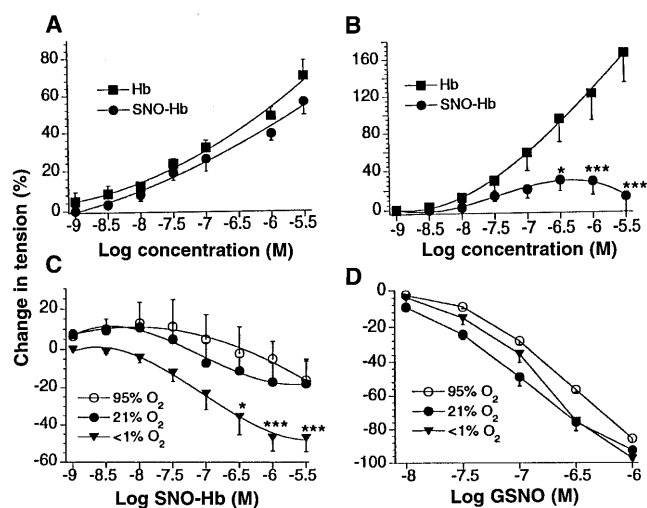 A
B
80
60
40
20
0
Hb
SNO-Hb
-9 -8.5 -8 -7.5 -7 -6.5 -6 -5.5
Log concentration (M)
160
120
80
40
0
Hb
SNO-Hb
* *** ***
-9 -8.5 -8 -7.5 -7 -6.5 -6 -5.5
Log concentration (M)
Change in tension (%)
C
D
20
0
-20
-40
-60
95% O2
21% O2
<1% O2
* *** ***
-9 -8.5 -8 -7.5 -7 -6.5 -6 -5.5
Log SNO-Hb (M)
0
-20
-40
-60
-80
-100
95% O2
21% O2
<1% O2
-8 -7.5 -7 -6.5 -6
Log GSNO (M)